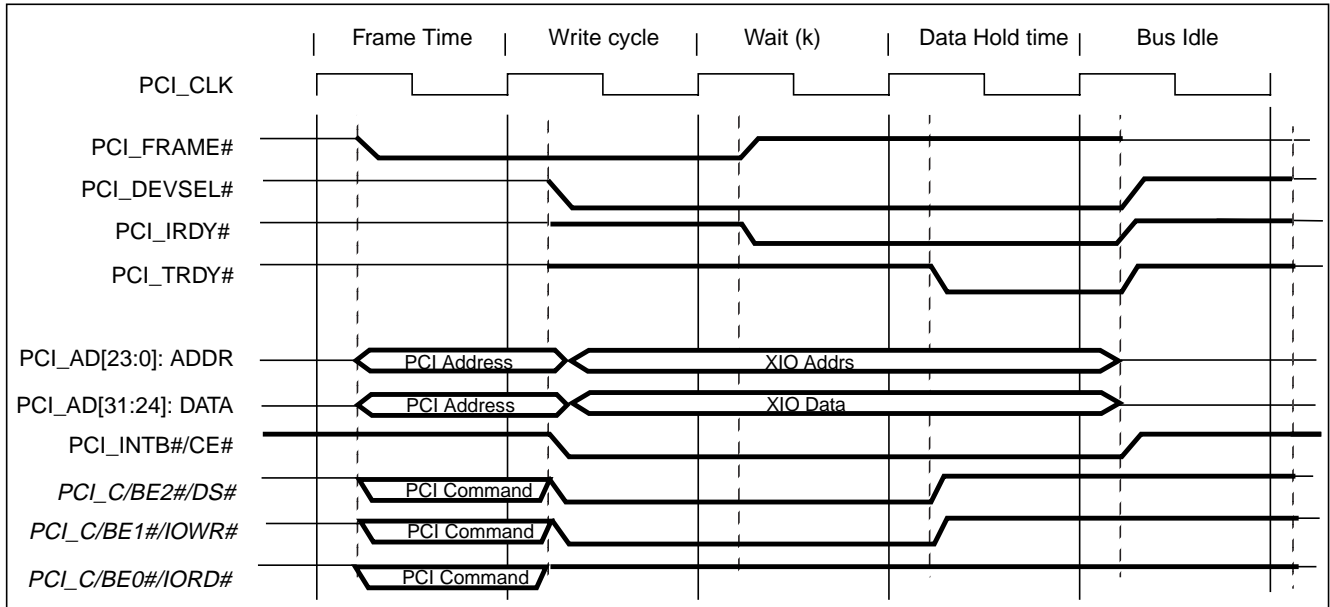 Frame Time Write cycle Wait (k) Data Hold time Bus Idle
PCI_CLK
PCI_FRAME#
PCI_DEVSEL#
PCI_IRDY#
PCI_TRDY#
PCI_AD[23:0]: ADDR PCI Address XIO Addrs
PCI_AD[31:24]: DATA PCI Address XIO Data
PCI_INTB#/CE#
PCI_C/BE2#/DS# PCI Command
PCI_C/BE1#/IOWR# PCI Command
PCI_C/BE0#/IORD# PCI Command